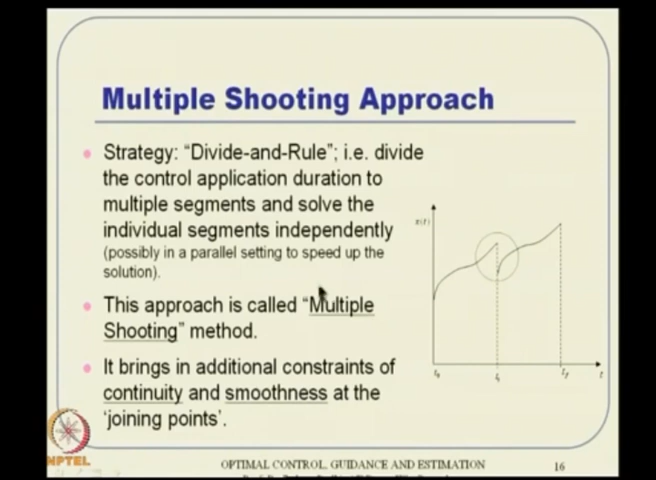 Multiple Shooting Approach
Strategy: “Divide-and-Rule”; i.e. divide
the control application duration to
multiple segments and solve the
individual segments independently
(possibly in a parallel setting to speed up the
solution).
This approach is called “Multiple
Shooting” method.
It brings in additional constraints of
continuity and smoothness at the
‘joining points’.
x(t)
t0
t1
tf
t
NPTEL
OPTIMAL CONTROL, GUIDANCE AND ESTIMATION
16